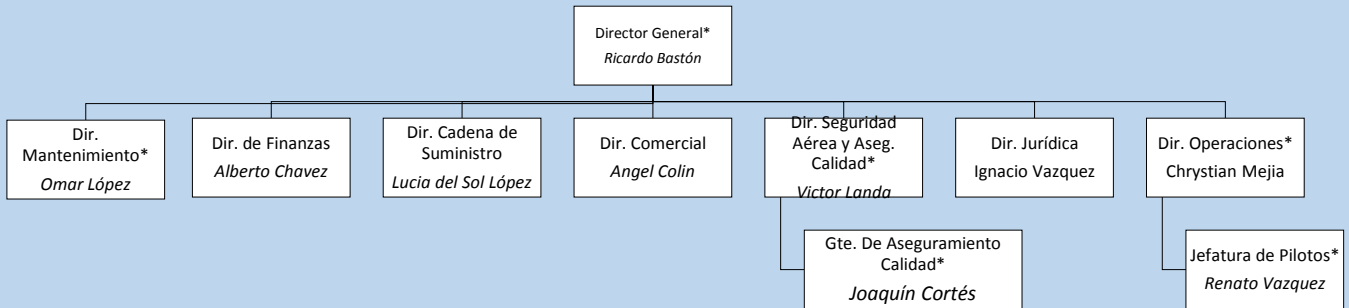 Director General*
Ricardo Bastón
Dir.
Mantenimiento*
Omar López
Dir. de Finanzas
Alberto Chavez
Dir. Cadena de
Suministro
Lucia del Sol López
Dir. Comercial
Angel Colin
Dir. Seguridad
Aérea y Aseg.
Calidad*
Victor Landa
Dir. Jurídica
Ignacio Vazquez
Dir. Operaciones*
Chrystian Mejia
Gte. De Aseguramiento
Calidad*
Joaquín Cortés
Jefatura de Pilotos*
Renato Vazquez